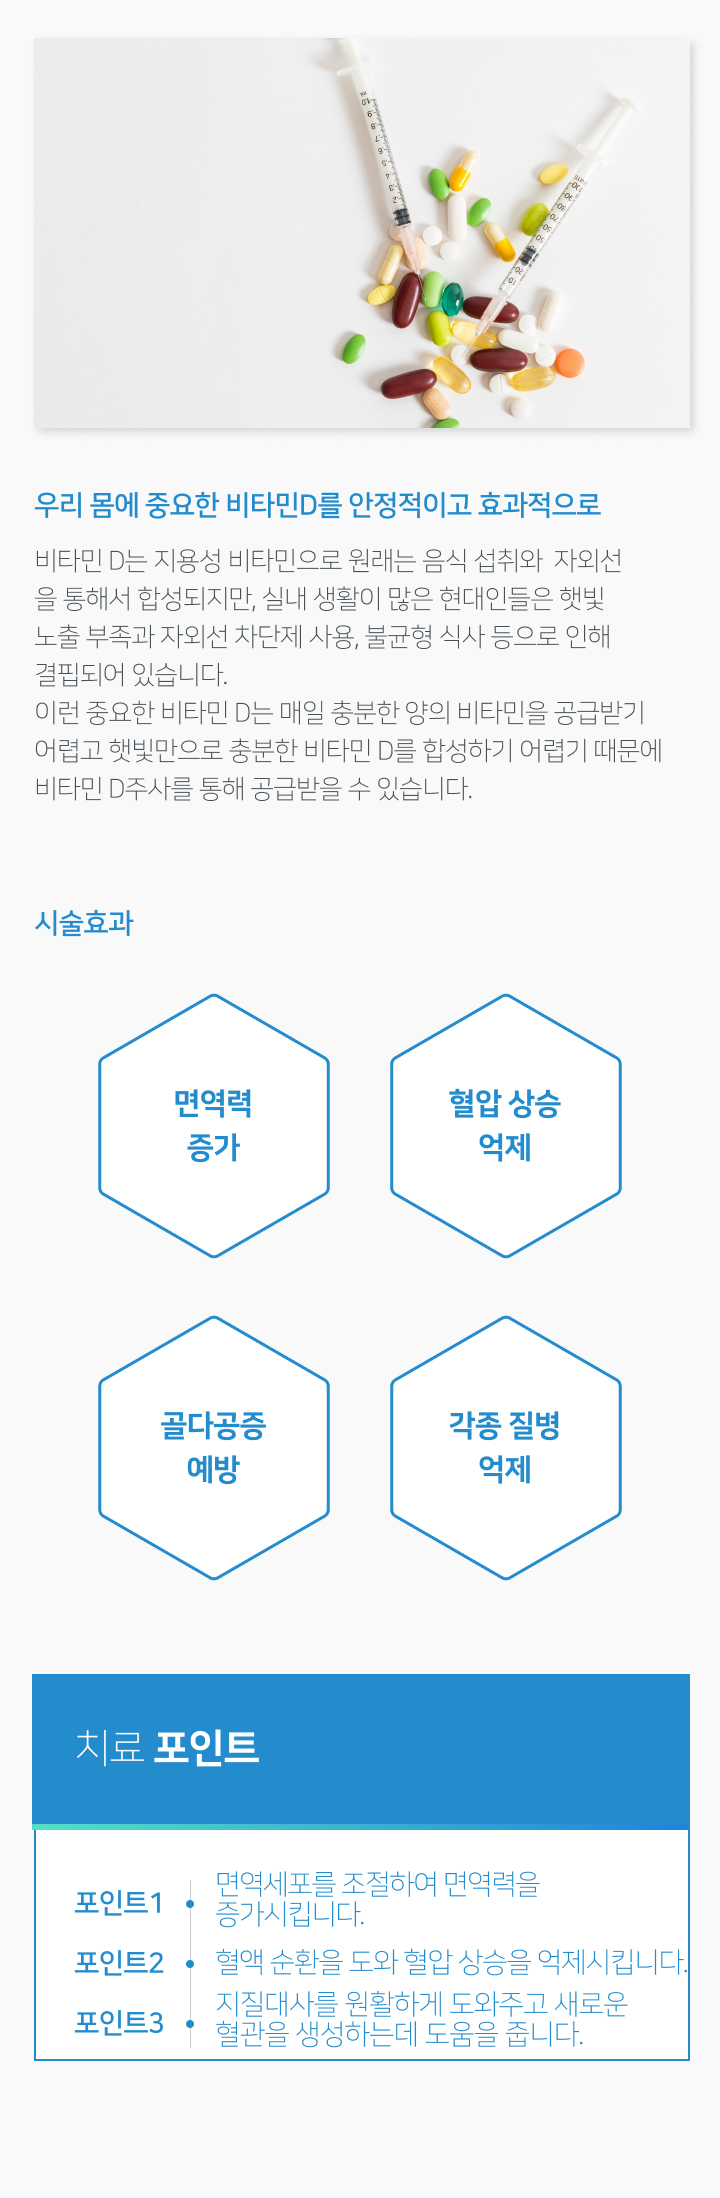 우리 몸에 중요한 비타민D를 안정적이고 효과적으로
비타민 D는 지용성 비타민으로 원래는 음식 섭취와 자외선
을 통해서 합성되지만, 실내 생활이 많은 현대인들은 햇빛
노출 부족과 자외선 차단제 사용, 불균형 식사 등으로 인해
결핍되어 있습니다.
이런 중요한 비타민 D는 매일 충분한 양의 비타민을 공급받기
어렵고 햇빛만으로 충분한 비타민 D를 합성하기 어렵기 때문에
비타민 D주사를 통해 공급받을 수 있습니다.
시술효과
면역력
증가
혈압 상승
억제
골다공증
예방
각종 질병
억제
치료 포인트
포인트1
면역세포를 조절하여 면역력을
증가시킵니다.
포인트2
혈액 순환을 도와 혈압 상승을 억제시킵니다.
포인트3
지질대사를 원활하게 도와주고 새로운
혈관을 생성하는데 도움을 줍니다.